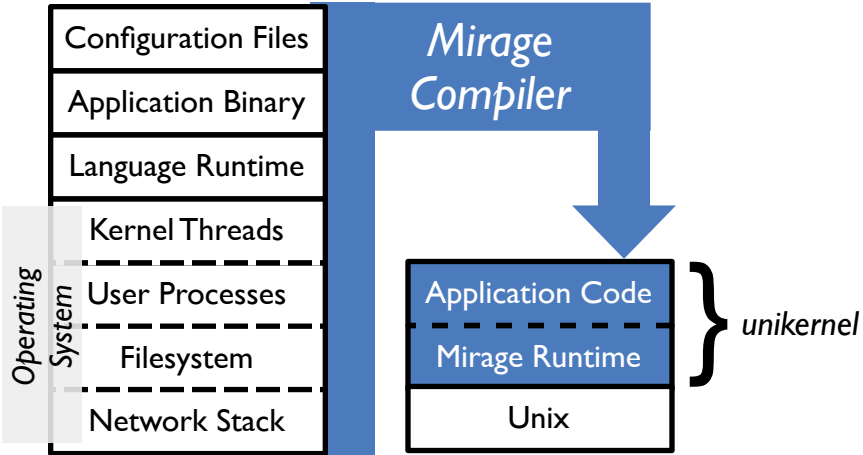 Configuration Files
Application Binary
Language Runtime
Kernel Threads
User Processes
Filesystem
Network Stack
Operating
System
Mirage
Compiler
Application Code
Mirage Runtime
Unix
unikernel